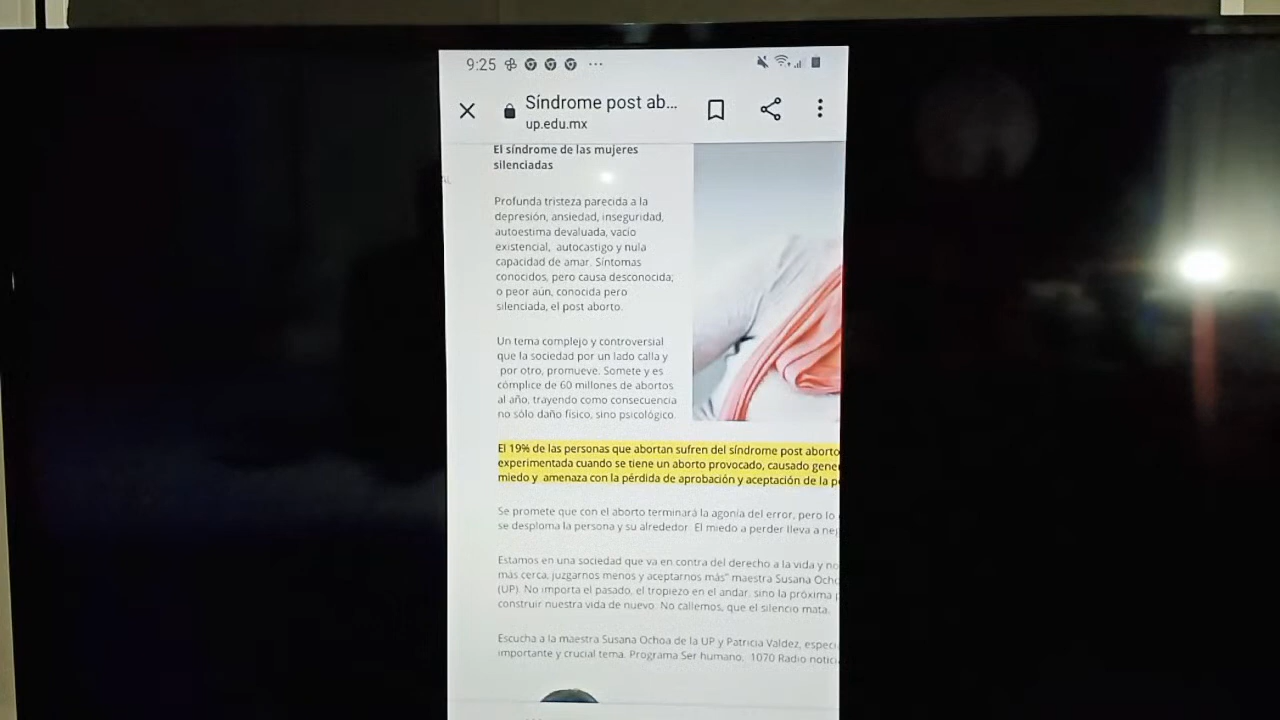 9:25
Síndrome post ab...
up.edu.mx
El síndrome de las mujeres
silenciadas
Profunda tristeza parecida a la
depresión, ansiedad, inseguridad,
autoestima devaluada, vacío
existencial, autocastigo y nula
capacidad de amar. Síntomas
conocidos, pero causa desconocida;
o peor aún, conocida pero
silenciada, el post aborto.
Un tema complejo y controversial
que la sociedad por un lado calla y
por otro, promueve. Somete y es
cómplice de 60 millones de abortos
al año, trayendo como consecuencia
no sólo daño físico, sino psicológico.
El 19% de las personas que abortan sufren del síndrome post aborto
experimentada cuando se tiene un aborto provocado, causado gene
miedo y amenaza con la pérdida de aprobación y aceptación de la p
Se promete que con el aborto terminará la agonía del error, pero lo
se desploma la persona y su alrededor. El miedo a perder lleva a ne
Estamos en una sociedad que va en contra del derecho a la vida y no
más cerca, juzgarnos menos y aceptarnos más" maestra Susana Ocho
(UP). No importa el pasado, el tropiezo en el andar, sino la próxima
construir nuestra vida de nuevo. No callemos, que el silencio mata.
Escucha a la maestra Susana Ochoa de la UP y Patricia Valdez, especi
importante y crucial tema. Programa Ser humano, 1070 Radio notici